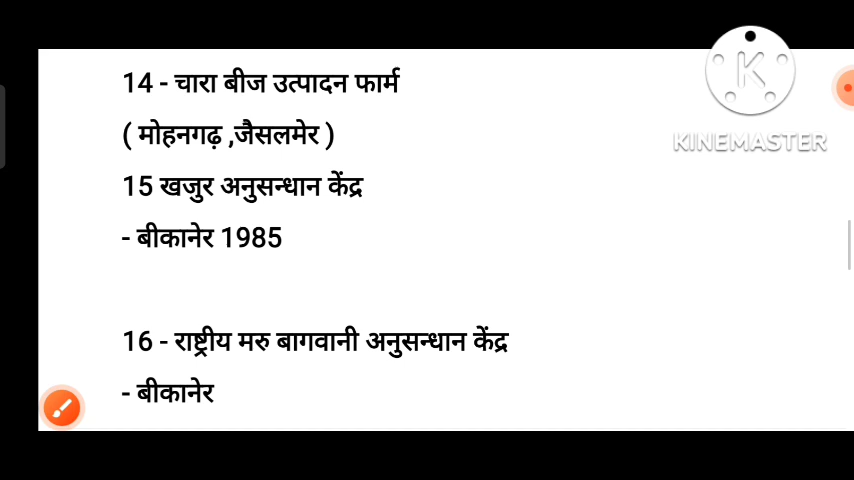 14 - चारा बीज उत्पादन फार्म
( मोहनगढ़ ,जैसलमेर )
15 खजुर अनुसन्धान केंद्र
- बीकानेर 1985
16 - राष्ट्रीय मरु बागवानी अनुसन्धान केंद्र
- बीकानेर
K
KINEMASTER